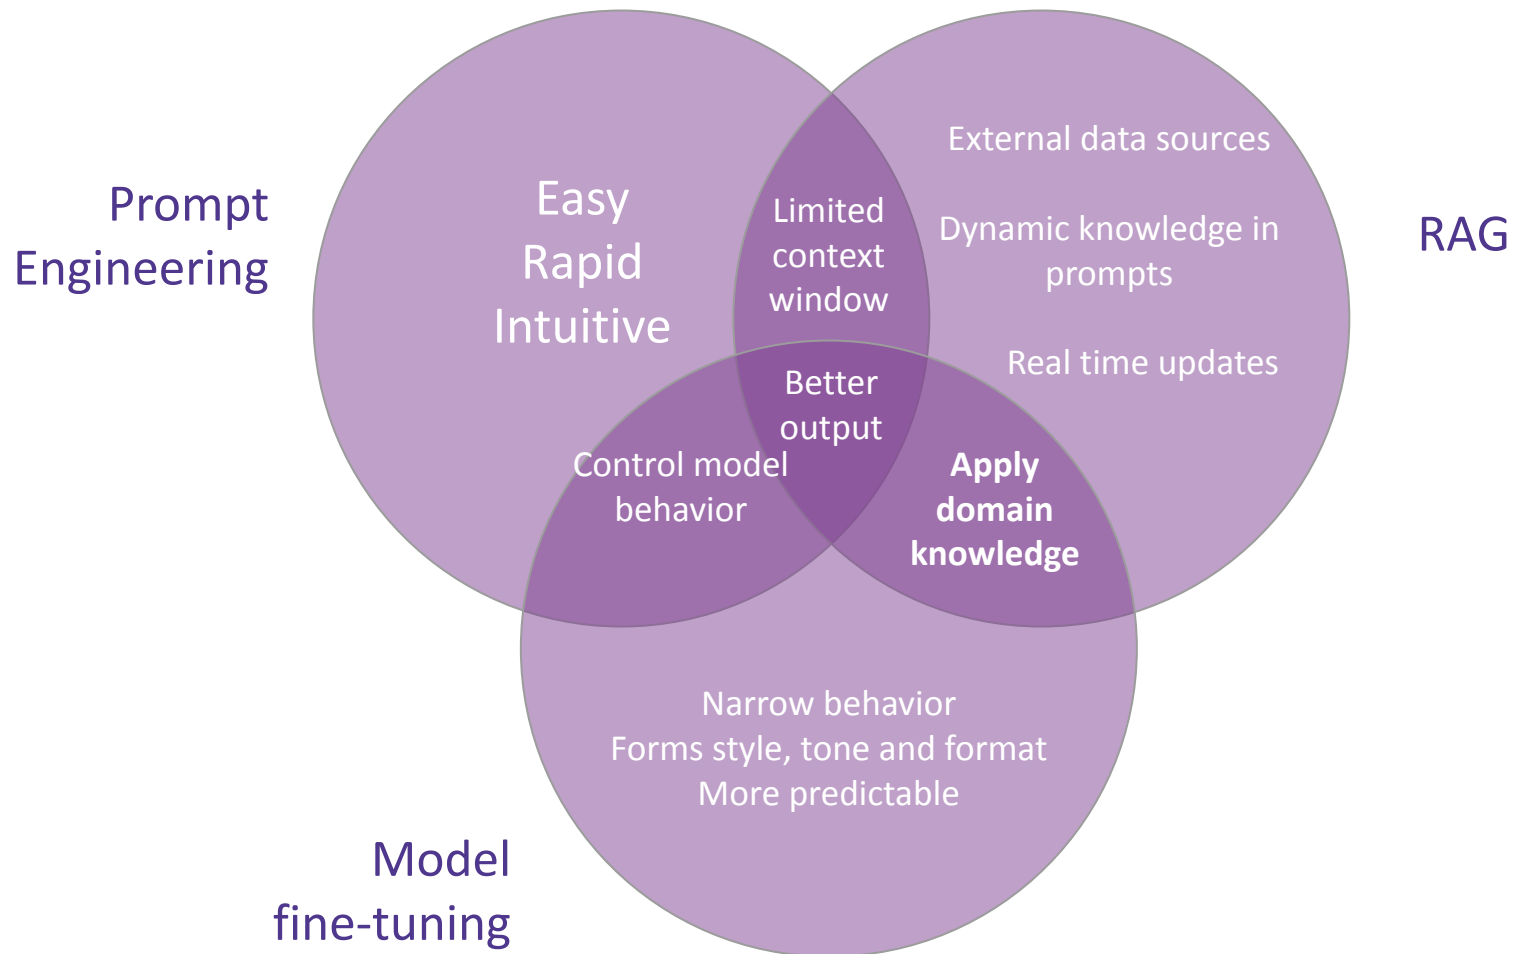 Prompt
Engineering
Easy
Rapid
Intuitive
Limited
context
window
External data sources
Dynamic knowledge in
prompts
Real time updates
RAG
Better
output
Control model
behavior
Apply
domain
knowledge
Narrow behavior
Forms style, tone and format
More predictable
Model
fine-tuning